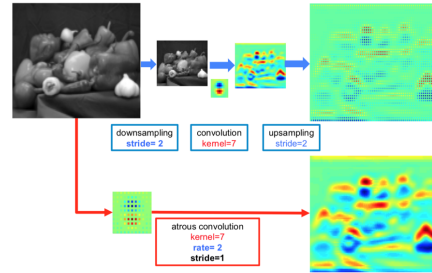 downsampling
stride= 2
convolution
kernel=7
upsampling
stride=2
atrous convolution
kernel=7
rate= 2
stride=1